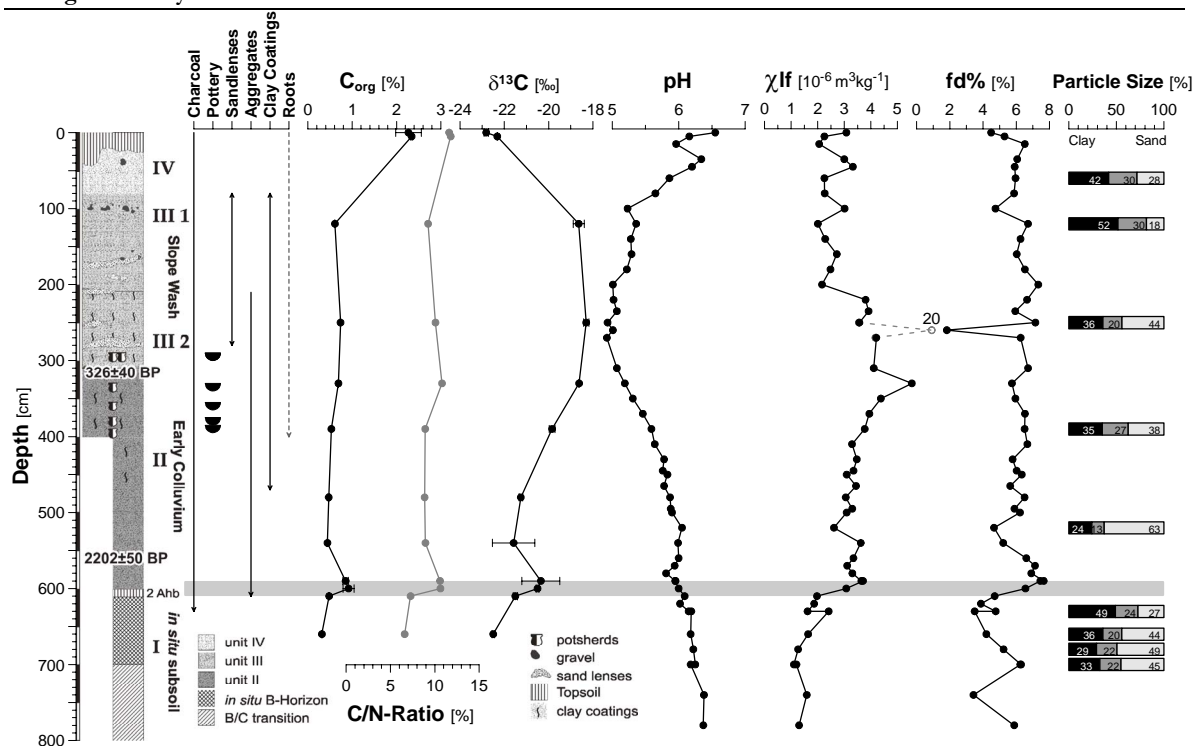 Charcoal
Pottery
Sandlenses
Aggregates
Clay Coatings
Roots
Corg [%]
δ13C [‰]
pH
χlf [10-6 m3kg-1]
fd% [%]
Particle Size [%]
0 1 2 3
-24 -22 -20 -18
5 6 7
0 1 2 3 4 5
0 2 4 6 8
0 50 100
Clay Sand
Depth [cm]
0
100
200
300
400
500
600
700
800
IV
III 1
Slope Wash
III 2
326±40 BP
Early Colluvium
II
2202±50 BP
2 Ahb
I
in situ subsoil
20
42 30 28
52 30 18
36 20 44
35 27 38
24 13 63
49 24 27
36 20 44
29 22 49
33 22 45
unit IV
unit III
unit II
in situ B-Horizon
B/C transition
0 5 10 15
C/N-Ratio [%]
potsherds
gravel
sand lenses
Topsoil
clay coatings